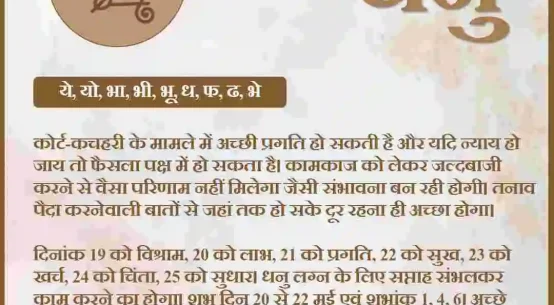 धनु
ये, यो, भा, भी, भू, ध, फ, ढ, भे
कोर्ट-कचहरी के मामले में अच्छी प्रगति हो सकती है और यदि न्याय हो
जाय तो फैसला पक्ष में हो सकता है। कामकाज को लेकर जल्दबाजी
करने से वैसा परिणाम नहीं मिलेगा जैसी संभावना बन रही होगी। तनाव
पैदा करनेवाली बातों से जहां तक हो सके दूर रहना ही अच्छा होगा।
दिनांक 19 को विश्राम, 20 को लाभ, 21 को प्रगति, 22 को सुख, 23 को
खर्च, 24 को चिंता, 25 को सुधार। धनु लग्न के लिए सप्ताह संभलकर
काम करने का होगा। शुभ दिन 20 से 22 मई एवं शुभांक 1, 4, 6। अच्छे